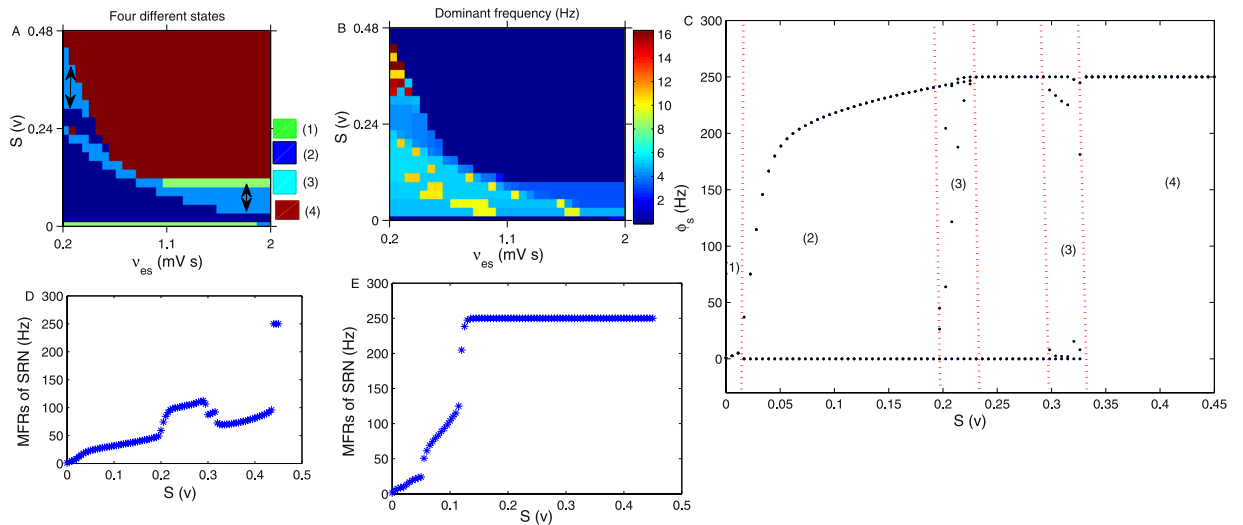 A
Four different states
0.48
0.24
0
S (v)
0.2
1.1
2
ν_es (mV s)
(1)
(2)
(3)
(4)
B
Dominant frequency (Hz)
0.48
0.24
0
S (v)
0.2
1.1
2
ν_es (mV s)
16
14
12
10
8
6
4
2
C
300
250
200
150
100
50
0
ϕ_s (Hz)
1)
(2)
(3)
(3)
(4)
0 0.05 0.1 0.15 0.2 0.25 0.3 0.35 0.4 0.45
S (v)
D
300
250
200
150
100
50
0
MFRs of SRN (Hz)
0 0.1 0.2 0.3 0.4 0.5
S (v)
E
300
250
200
150
100
50
0
MFRs of SRN (Hz)
0 0.1 0.2 0.3 0.4 0.5
S (v)